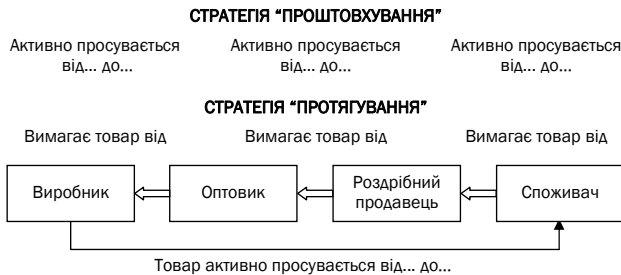 СТРАТЕГІЯ “ПРОШТОВХУВАННЯ”
Активно просувається Активно просувається Активно просувається
від... до... від... до... від... до...
СТРАТЕГІЯ “ПРОТЯГУВАННЯ”
Вимагає товар від Вимагає товар від Вимагає товар від
Виробник Оптовик Роздрібний продавець Споживач
Товар активно просувається від... до...